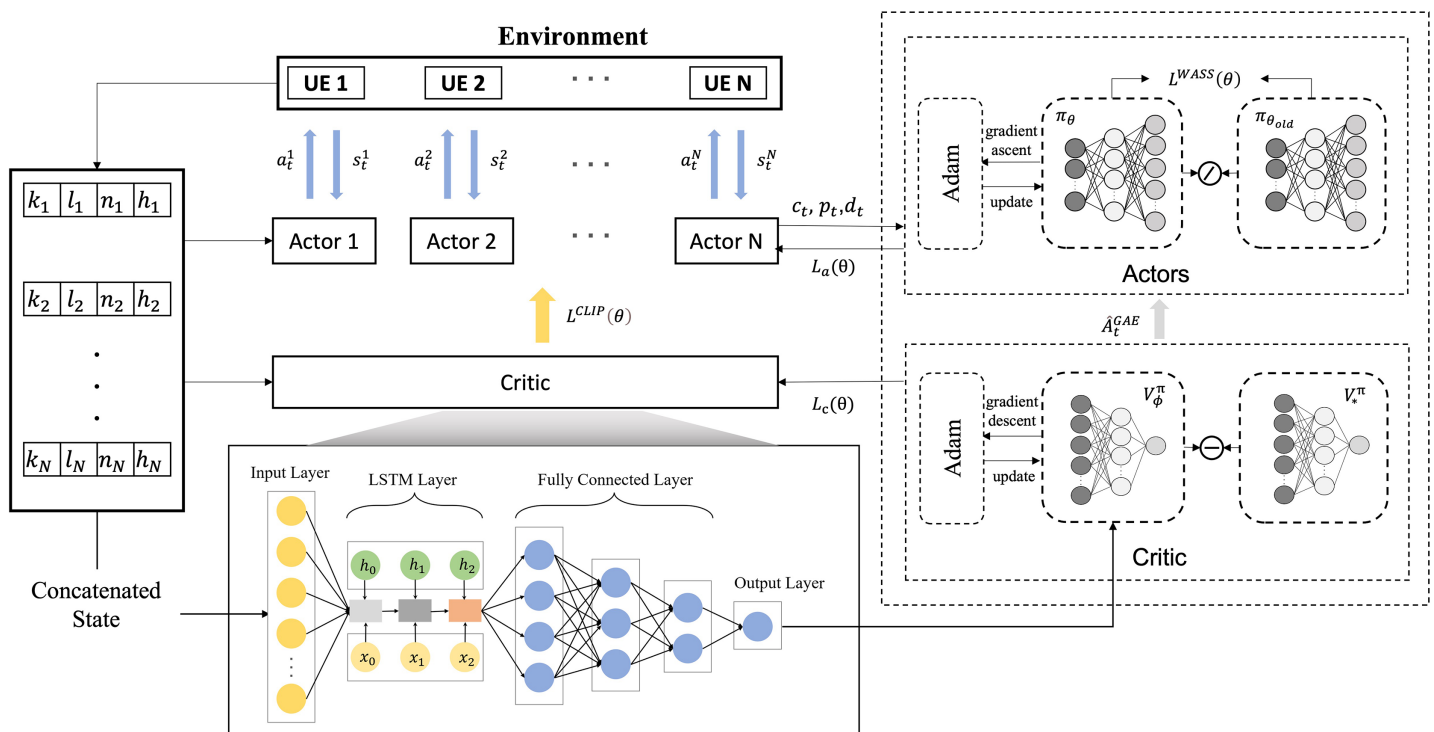 Environment
UE 1 UE 2 · · · UE N
a_t^1 s_t^1 a_t^2 s_t^2 · · · a_t^N s_t^N
k_1 l_1 n_1 h_1
k_2 l_2 n_2 h_2
k_N l_N n_N h_N
Concatenated
State
Actor 1 Actor 2 · · · Actor N
c_t, p_t,d_t
L_a(θ)
L^{CLIP}(θ)
Critic
L_c(θ)
Input Layer
LSTM Layer
Fully Connected Layer
Output Layer
h_0 h_1 h_2
x_0 x_1 x_2
L^{WASS}(θ)
Adam
gradient
ascent
update
π_θ
π_{θ_{old}}
Actors
Â_t^{GAE}
Adam
gradient
descent
update
V_ϕ^π
V_*^π
Critic